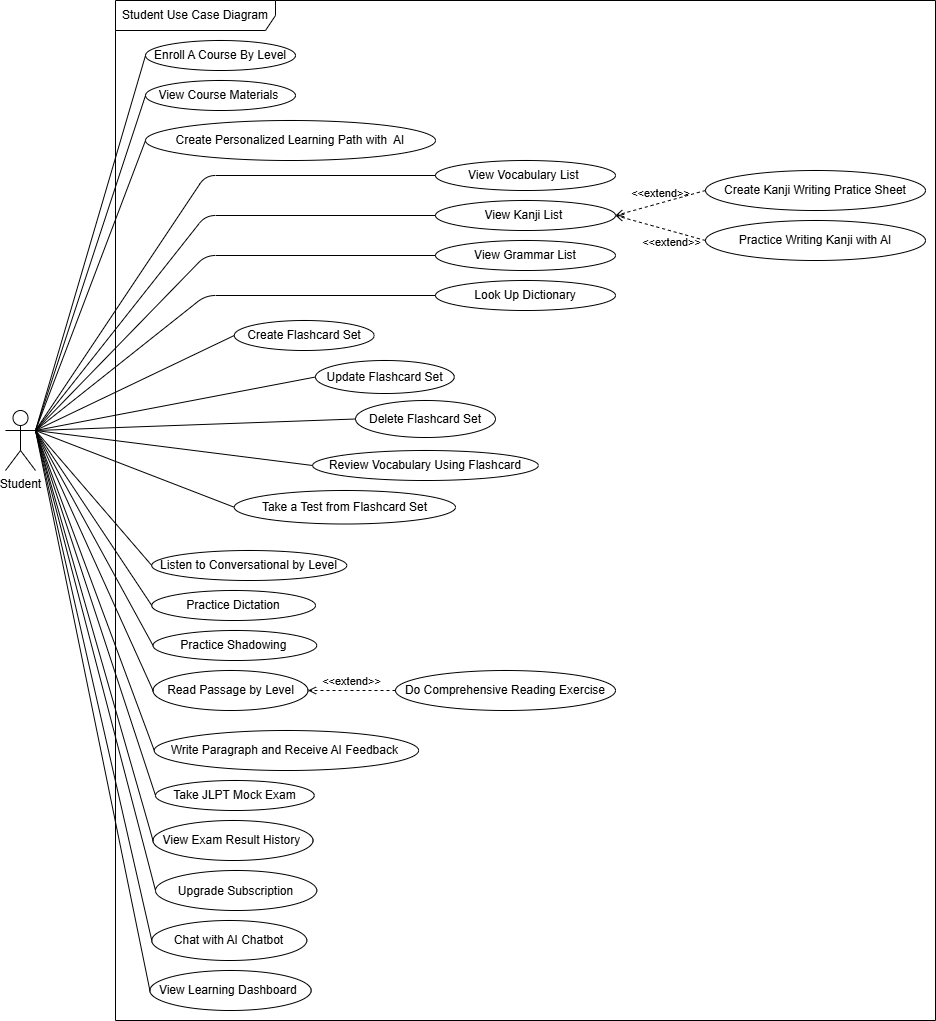 Student Use Case Diagram
Enroll A Course By Level
View Course Materials
Create Personalized Learning Path with AI
View Vocabulary List
<<extend>>
Create Kanji Writing Pratice Sheet
View Kanji List
<<extend>>
Practice Writing Kanji with AI
View Grammar List
Look Up Dictionary
Create Flashcard Set
Update Flashcard Set
Delete Flashcard Set
Review Vocabulary Using Flashcard
Student
Take a Test from Flashcard Set
Listen to Conversational by Level
Practice Dictation
Practice Shadowing
Read Passage by Level
<<extend>>
Do Comprehensive Reading Exercise
Write Paragraph and Receive AI Feedback
Take JLPT Mock Exam
View Exam Result History
Upgrade Subscription
Chat with AI Chatbot
View Learning Dashboard